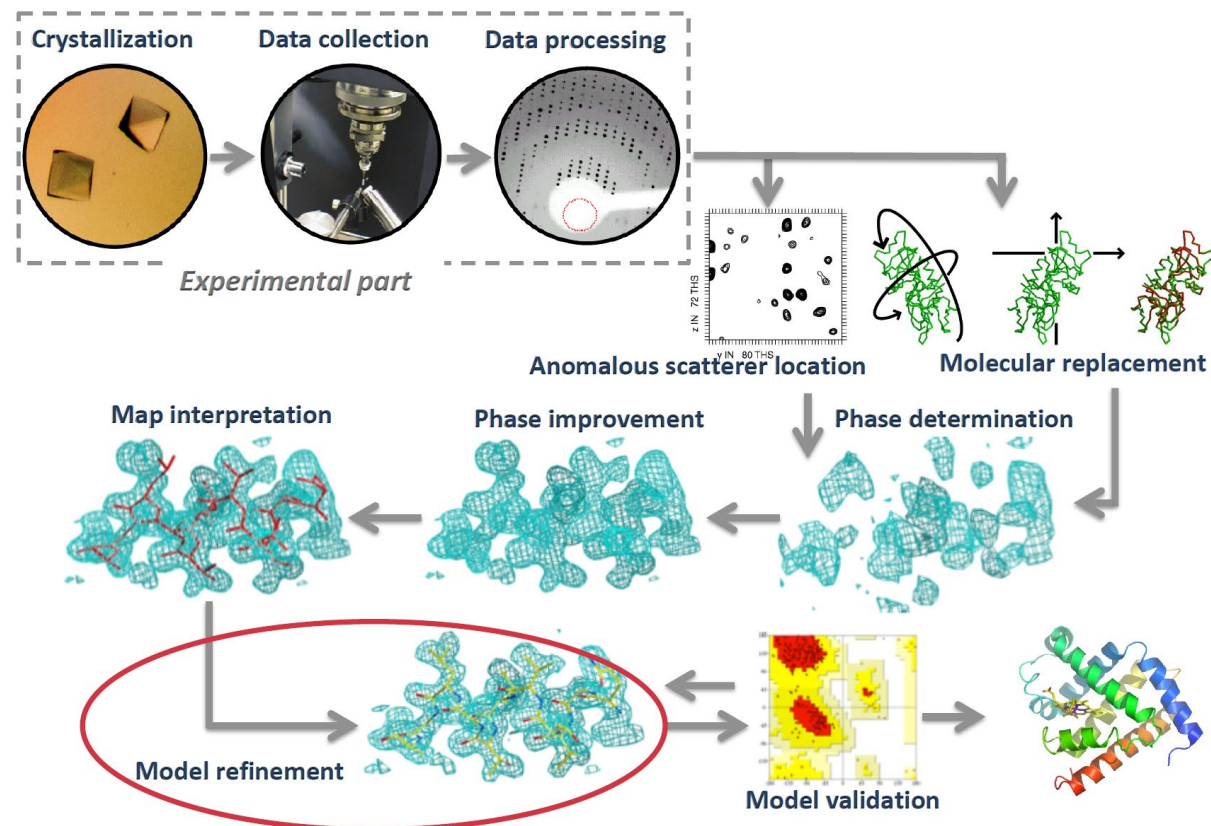 Crystallization
Data collection
Data processing
Experimental part
z IN 72 THS
y IN 80 THS
Anomalous scatterer location
Molecular replacement
Map interpretation
Phase improvement
Phase determination
Model refinement
Model validation